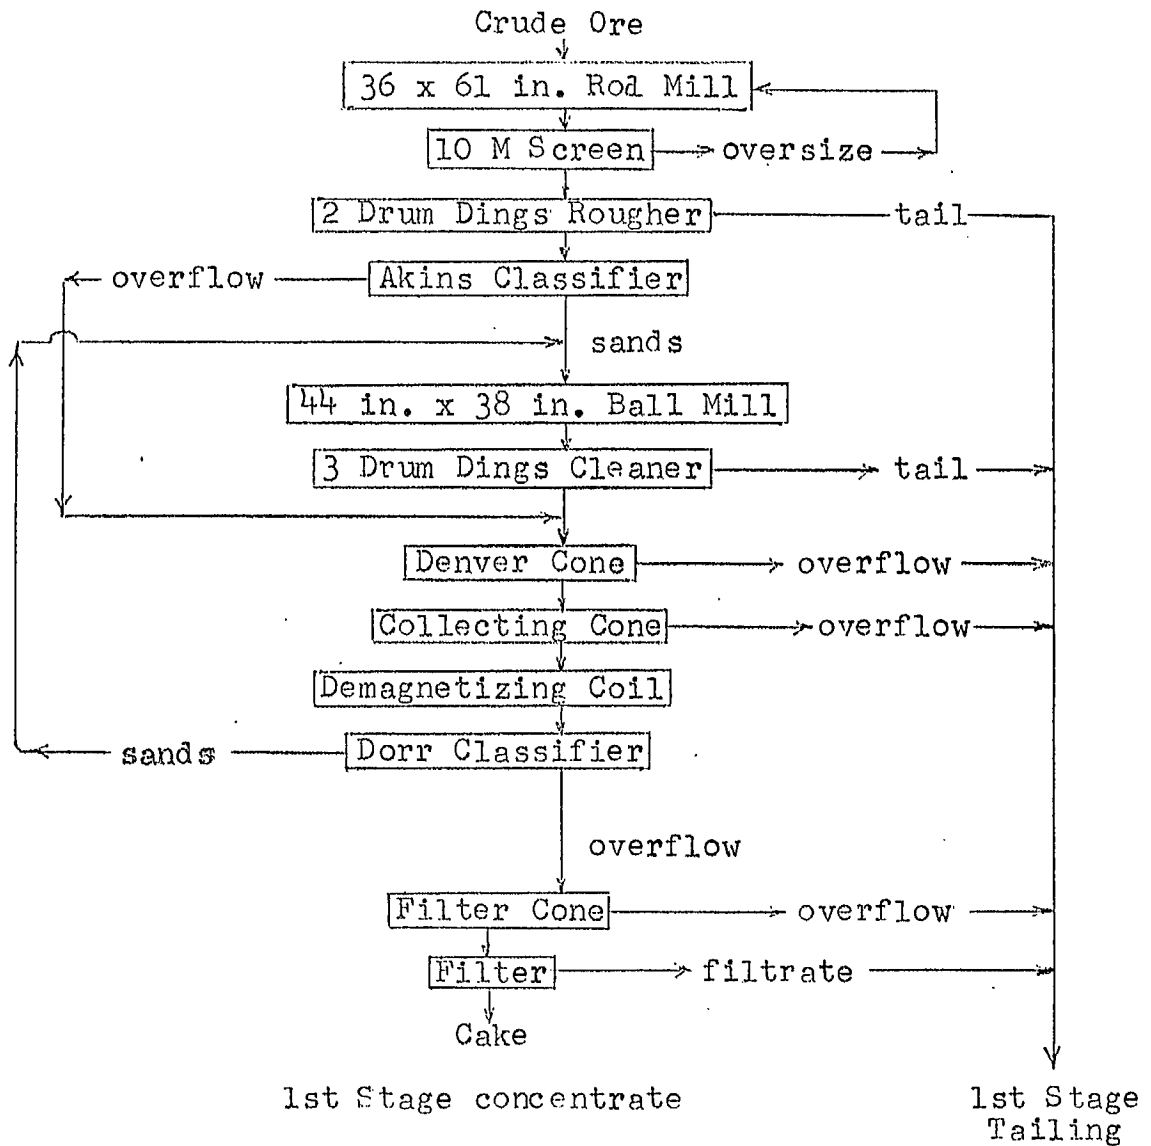 Crude Ore
36 x 61 in. Rod Mill
10 M Screen oversize
2 Drum Dings Rougher tail
overflow Akins Classifier
sands
44 in. x 38 in. Ball Mill
3 Drum Dings Cleaner tail
Denver Cone overflow
Collecting Cone overflow
Demagnetizing Coil
sands Dorr Classifier
overflow
Filter Cone overflow
Filter filtrate
Cake
1st Stage concentrate 1st Stage
Tailing